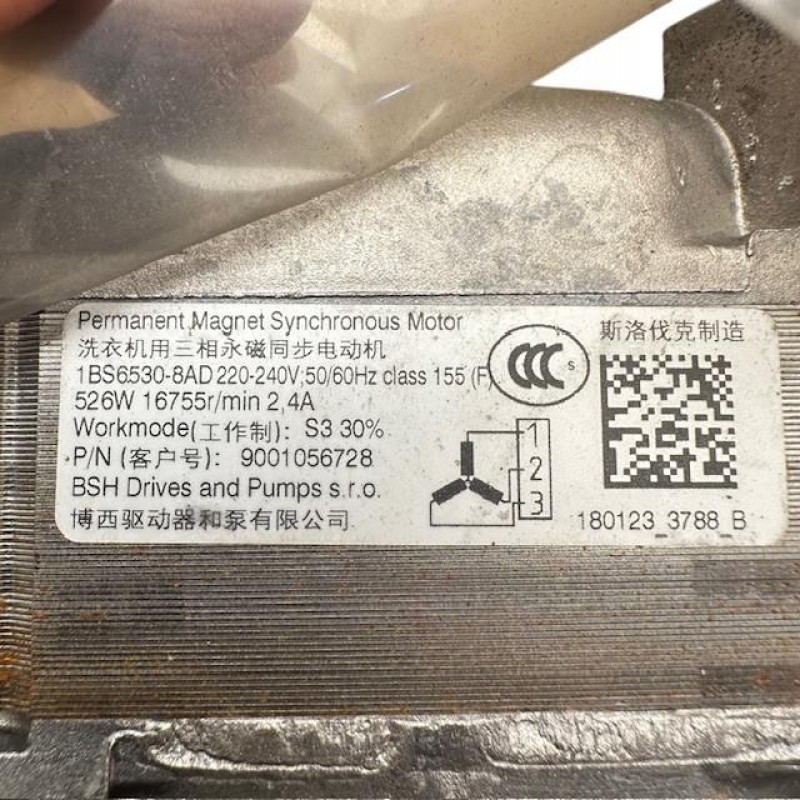 Permanent Magnet Synchronous Motor
洗衣机用三相永磁同步电动机
1BS6530-8AD 220-240V;50/60Hz class 155 (F)
526W 16755r/min 2,4A
Workmode(工作制): S3 30%
P/N (客户号): 9001056728
BSH Drives and Pumps s.r.o.
博西驱动器和泵有限公司
CCC S
1
2
3
斯洛伐克制造
180123_3788_B